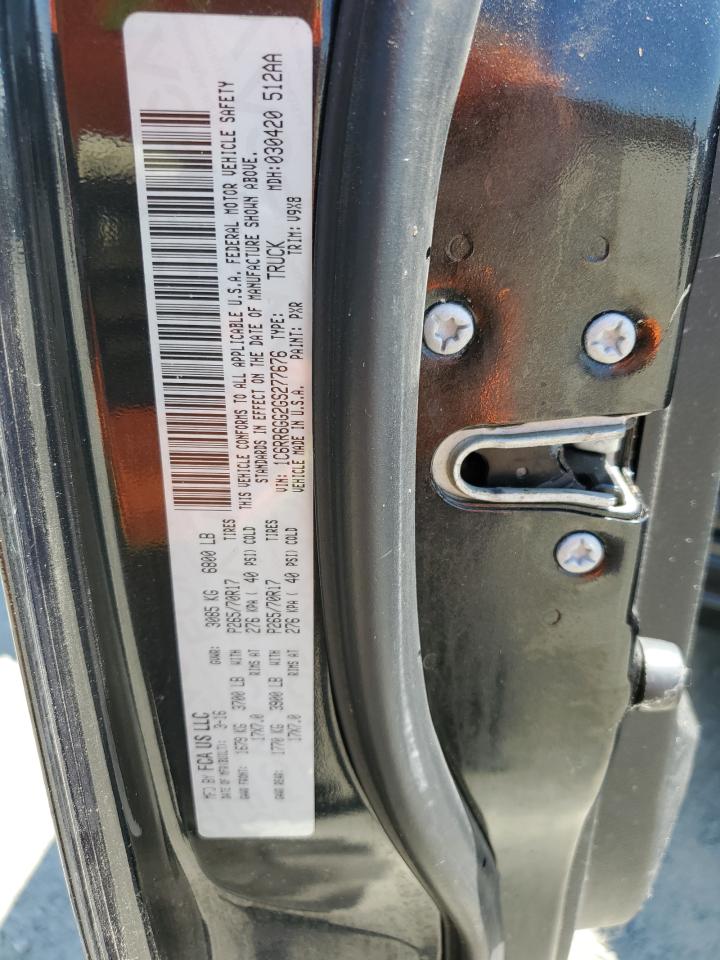 MFJ BY FCA US LLC
DATE OF MFR(BUILT): 3-16 GVWR: 3085 KG 6800 LB
GAWR FRONT: 1679 KG 3700 LB WITH P265/70R17 TIRES
17X7.0 RIMS AT 276 KPA ( 40 PSI) COLD
GAWR REAR: 1770 KG 3900 LB WITH P265/70R17 TIRES
17X7.0 RIMS AT 276 KPA ( 40 PSI) COLD
THIS VEHICLE CONFORMS TO ALL APPLICABLE U.S.A. FEDERAL MOTOR VEHICLE SAFETY
STANDARDS IN EFFECT ON THE DATE OF MANUFACTURE SHOWN ABOVE.
VIN: 1C6RR6GG2GS277676 TYPE: TRUCK MDH:030420 512AA
VEHICLE MADE IN U.S.A. PAINT: PXR TRIM: V9X8